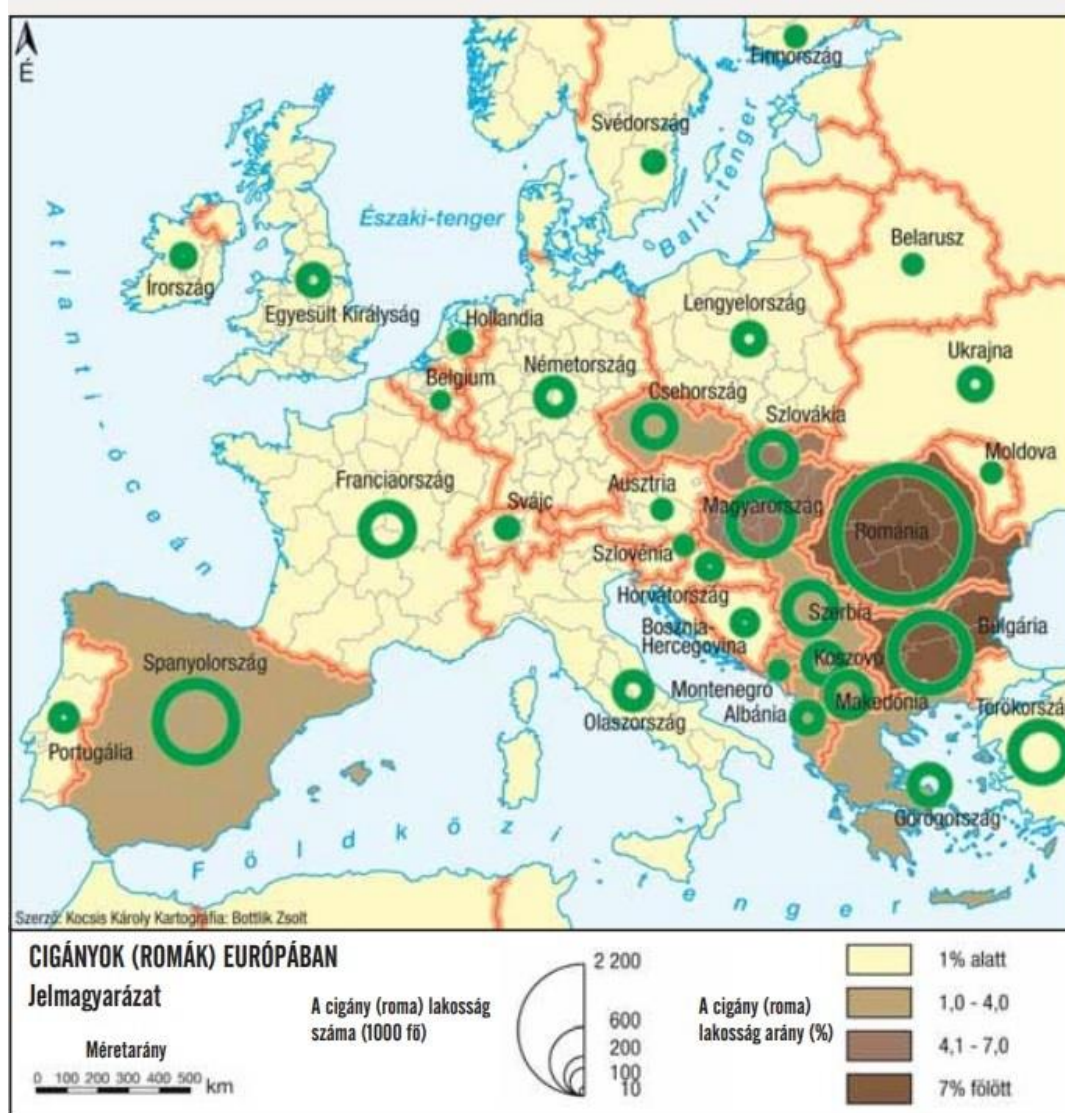 É
Finnország
Svédország
Balti-tenger
Északi-tenger
Atlanti-óceán
Belarusz
Írország
Egyesült Királyság
Hollandia
Lengyelország
Németország
Ukrajna
Belgium
Csehország
Szlovákia
Moldova
Franciaország
Svájc
Ausztria
Magyarország
Románia
Szlovénia
Horvátország
Szerbia
Bosznia-
Hercegovina
Bulgária
Koszovó
Spanyolország
Montenegró
Makedónia
Albánia
Törökorszá
Olaszország
Portugália
Görögország
Földközi-tenger
Szerző: Kocsis Károly Kartográfia: Bottlik Zsolt
CIGÁNYOK (ROMÁK) EURÓPÁBAN
Jelmagyarázat
Méretarány
0 100 200 300 400 500 km
A cigány (roma) lakosság
száma (1000 fő)
2 200
600
200
100
10
A cigány (roma)
lakosság arány (%)
1% alatt
1,0 - 4,0
4,1 - 7,0
7% fölött